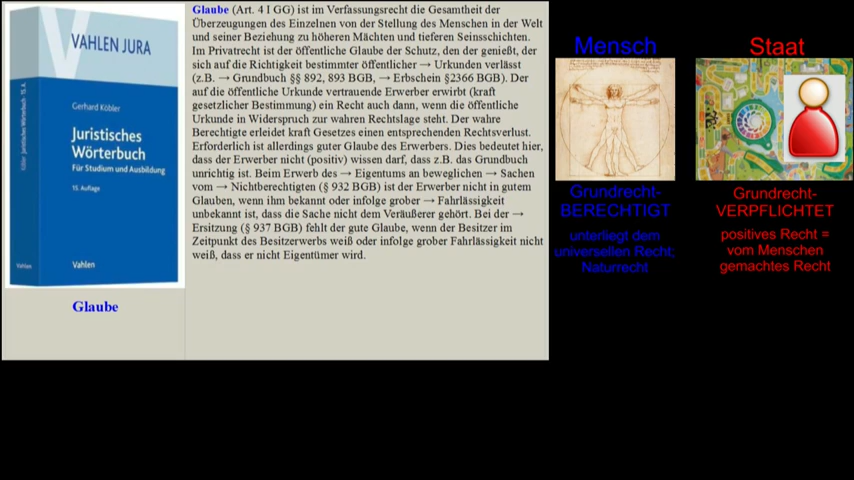 VAHLEN JURA
Gerhard Köbler
Juristisches
Wörterbuch
Für Studium und Ausbildung
15. Auflage
Vahlen
Vahlen
Glaube
Glaube (Art. 4 I GG) ist im Verfassungsrecht die Gesamtheit der
Überzeugungen des Einzelnen von der Stellung des Menschen in der Welt
und seiner Beziehung zu höheren Mächten und tieferen Seinsschichten.
Im Privatrecht ist der öffentliche Glaube der Schutz, den der genießt, der
sich auf die Richtigkeit bestimmter öffentlicher → Urkunden verlässt
(z.B. → Grundbuch §§ 892, 893 BGB, → Erbschein §2366 BGB). Der
auf die öffentliche Urkunde vertrauende Erwerber erwirbt (kraft
gesetzlicher Bestimmung) ein Recht auch dann, wenn die öffentliche
Urkunde in Widerspruch zur wahren Rechtslage steht. Der wahre
Berechtigte erleidet kraft Gesetzes einen entsprechenden Rechtsverlust.
Erforderlich ist allerdings guter Glaube des Erwerbers. Dies bedeutet hier,
dass der Erwerber nicht (positiv) wissen darf, dass z.B. das Grundbuch
unrichtig ist. Beim Erwerb des → Eigentums an beweglichen → Sachen
vom → Nichtberechtigten (§ 932 BGB) ist der Erwerber nicht in gutem
Glauben, wenn ihm bekannt oder infolge grober → Fahrlässigkeit
unbekannt ist, dass die Sache nicht dem Veräußerer gehört. Bei der →
Ersitzung (§ 937 BGB) fehlt der gute Glaube, wenn der Besitzer im
Zeitpunkt des Besitzerwerbs weiß oder infolge grober Fahrlässigkeit nicht
weiß, dass er nicht Eigentümer wird.
Mensch
Grundrecht-
BERECHTIGT
unterliegt dem
universellen Recht;
Naturrecht
Staat
Grundrecht-
VERPFLICHTET
positives Recht =
vom Menschen
gemachtes Recht